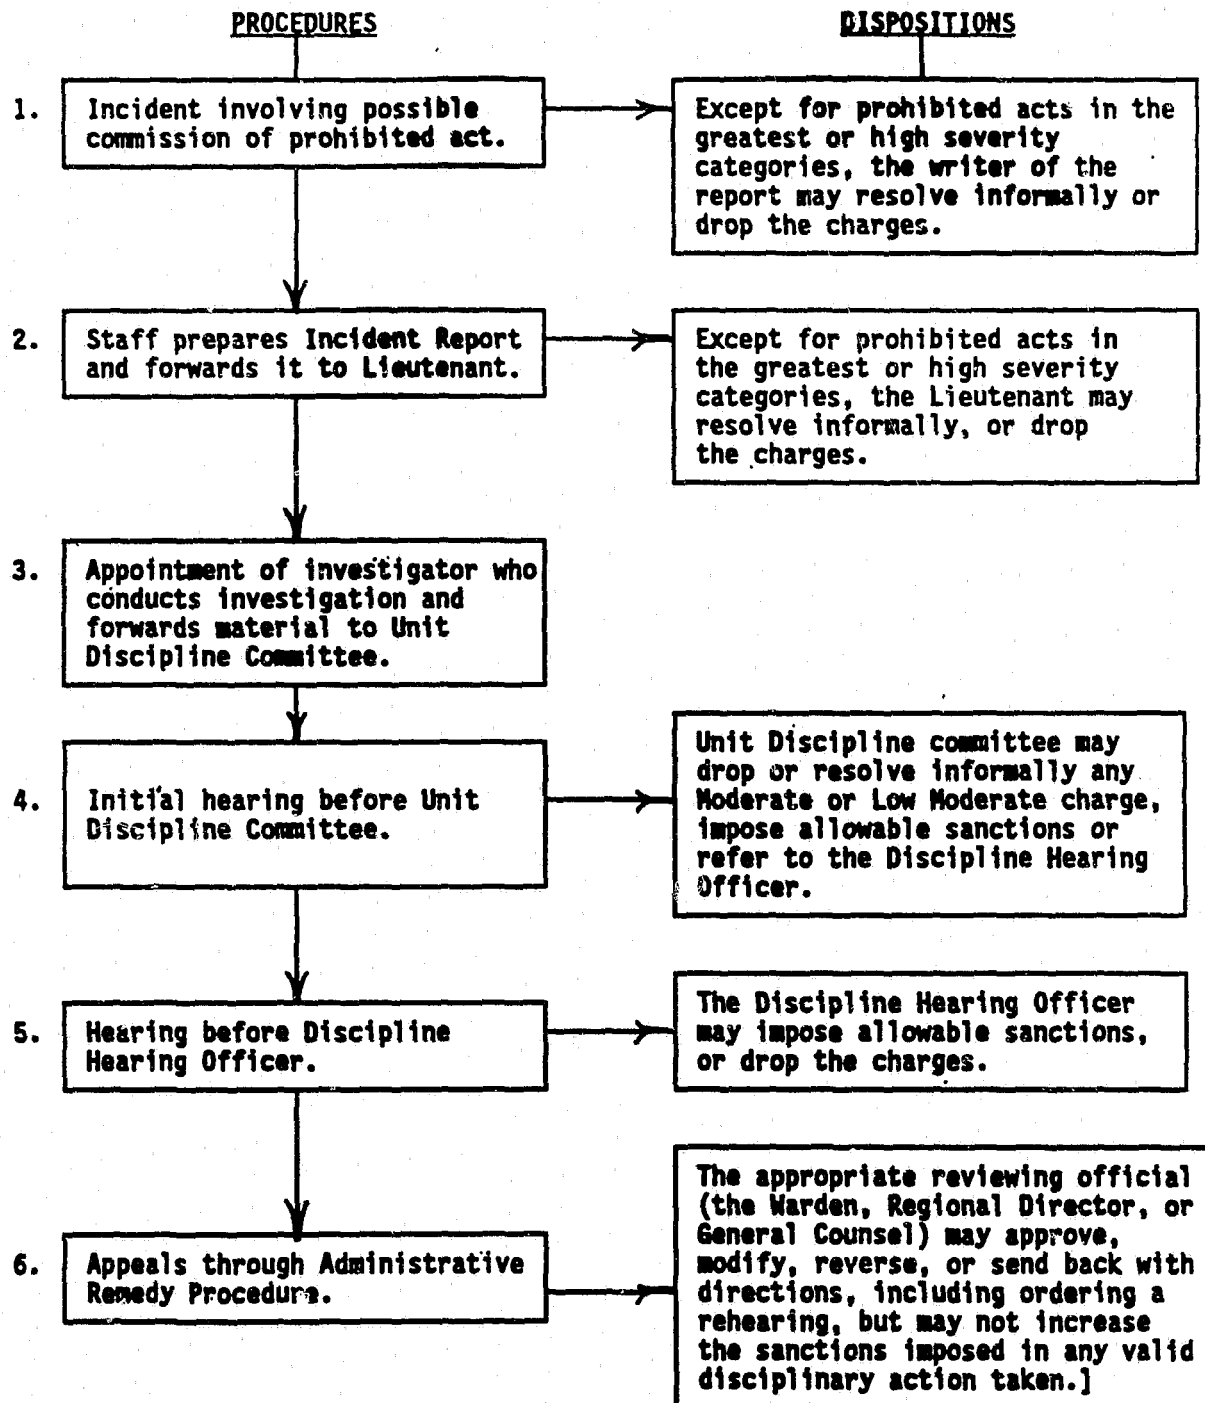 PROCEDURES
DISPOSITIONS
1.
Incident involving possible
commission of prohibited act.
Except for prohibited acts in the
greatest or high severity
categories, the writer of the
report may resolve informally or
drop the charges.
2.
Staff prepares Incident Report
and forwards it to Lieutenant.
Except for prohibited acts in
the greatest or high severity
categories, the Lieutenant may
resolve informally, or drop
the charges.
3.
Appointment of investigator who
conducts investigation and
forwards material to Unit
Discipline Committee.
4.
Initial hearing before Unit
Discipline Committee.
Unit Discipline committee may
drop or resolve informally any
Moderate or Low Moderate charge,
impose allowable sanctions or
refer to the Discipline Hearing
Officer.
5.
Hearing before Discipline
Hearing Officer.
The Discipline Hearing Officer
may impose allowable sanctions,
or drop the charges.
6.
Appeals through Administrative
Remedy Procedure.
The appropriate reviewing official
(the Warden, Regional Director, or
General Counsel) may approve,
modify, reverse, or send back with
directions, including ordering a
rehearing, but may not increase
the sanctions imposed in any valid
disciplinary action taken.]